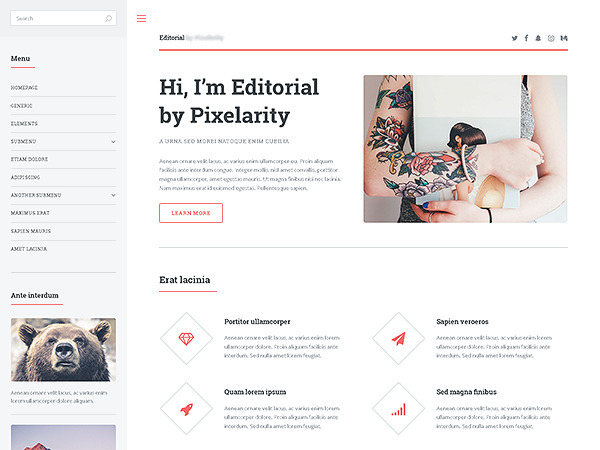 Search
Menu
HOMEPAGE
GENERIC
ELEMENTS
SUBMENU
ETIAM DOLORE
ADIPISCING
ANOTHER SUBMENU
MAXIMUS ERAT
SAPIEN MAURIS
AMET LACINIA
Ante interdum
Aenean ornare velit lacus, ac varius enim
lorem ullamcorper dolore aliquam.
Editorial
Hi, I’m Editorial
by Pixelarity
A URNA SED MORBI NATOQUE ENIM CUBILIA
Aenean ornare velit lacus, ac varius enim ullamcorper eu. Proin aliquam
facilisis ante interdum congue. Integer mollis, nisl amet convallis, porttitor
magna ullamcorper, amet egestas mauris. Ut magna finibus nisi nec lacinia.
Nam maximus erat id euismod egestas. Pellentesque sapien.
LEARN MORE
Erat lacinia
Portitor ullamcorper
Aenean ornare velit lacus, ac varius enim lorem
ullamcorper dolore. Proin aliquam facilisis ante
interdum. Sed nulla amet lorem feugiat.
Sapien veroeros
Aenean ornare velit lacus, ac varius enim lorem
ullamcorper dolore. Proin aliquam facilisis ante
interdum. Sed nulla amet lorem feugiat.
Quam lorem ipsum
Aenean ornare velit lacus, ac varius enim lorem
ullamcorper dolore. Proin aliquam facilisis ante
interdum. Sed nulla amet lorem feugiat.
Sed magna finibus
Aenean ornare velit lacus, ac varius enim lorem
ullamcorper dolore. Proin aliquam facilisis ante
interdum. Sed nulla amet lorem feugiat.